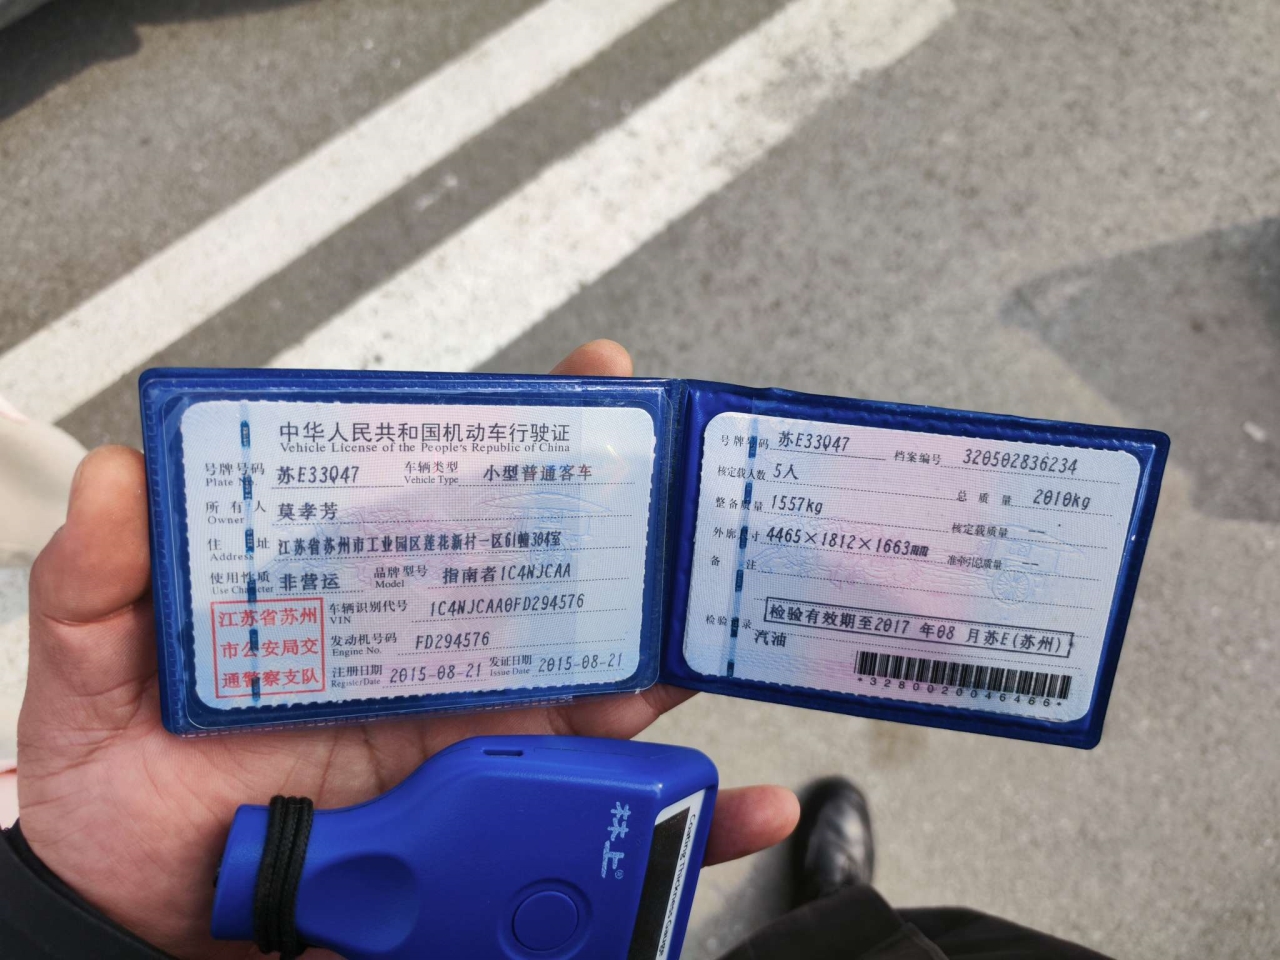 中华人民共和国机动车行驶证
Vehicle License of the People's Republic of China
号牌号码 苏E33Q47 车辆类型 小型普通客车
Plate No. Vehicle Type
所有人 莫孝芳
Owner
住址 江苏省苏州市工业园区莲花新村一区61幢304室
Address
使用性质 非营运 品牌型号 指南者1C4NJCAA
Use Character Model
江苏省苏州
市公安局交
通警察支队
车辆识别代号 1C4NJCAA0FD294576
VIN
发动机号码 FD294576
Engine No.
注册日期 2015-08-21 发证日期 2015-08-21
Register Date Issue Date
号牌号码 苏E33Q47 档案编号 320502836234
核定载人数 5人 总质量 2010kg
整备质量 1557kg 核定载质量 --
外廓尺寸 4465×1812×1663mm 准牵引总质量 --
备注
检验记录 检验有效期至2017年08月苏E(苏州)
汽油
*3280020046466*
林上®
Coating Thickness Gauge